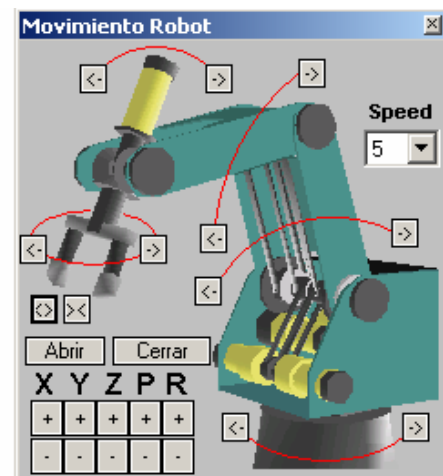 Movimiento Robot
<- ->
->
Speed
5
<- ->
<-
->
<-
<> ><
Abrir Cerrar
X Y Z P R
+ + + + +
<- ->
- - - - -